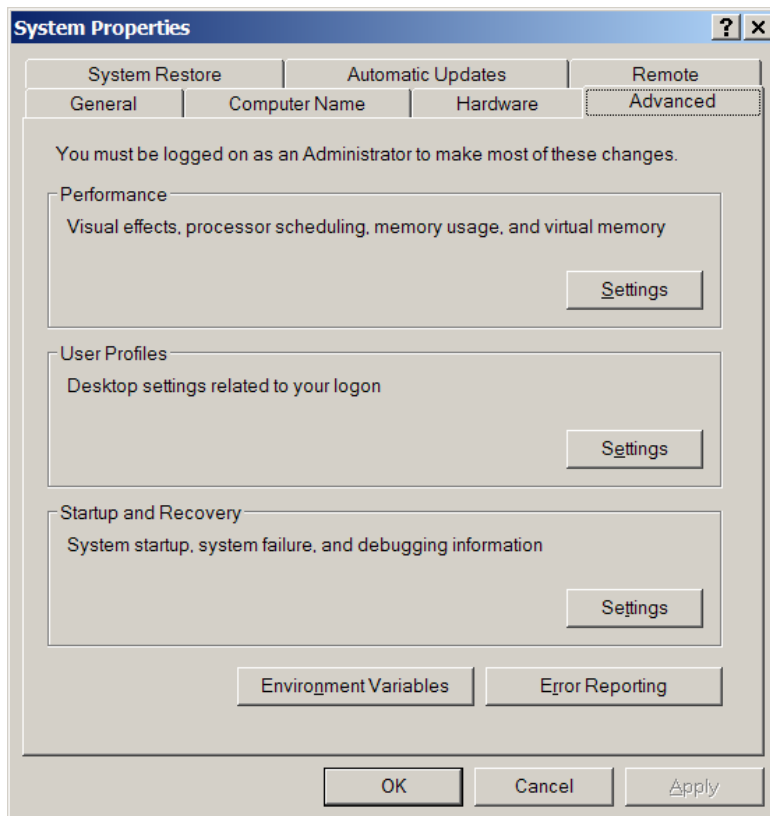 System Properties
System Restore Automatic Updates Remote
General Computer Name Hardware Advanced
You must be logged on as an Administrator to make most of these changes.
Performance
Visual effects, processor scheduling, memory usage, and virtual memory
Settings
User Profiles
Desktop settings related to your logon
Settings
Startup and Recovery
System startup, system failure, and debugging information
Settings
Environment Variables Error Reporting
OK Cancel Apply